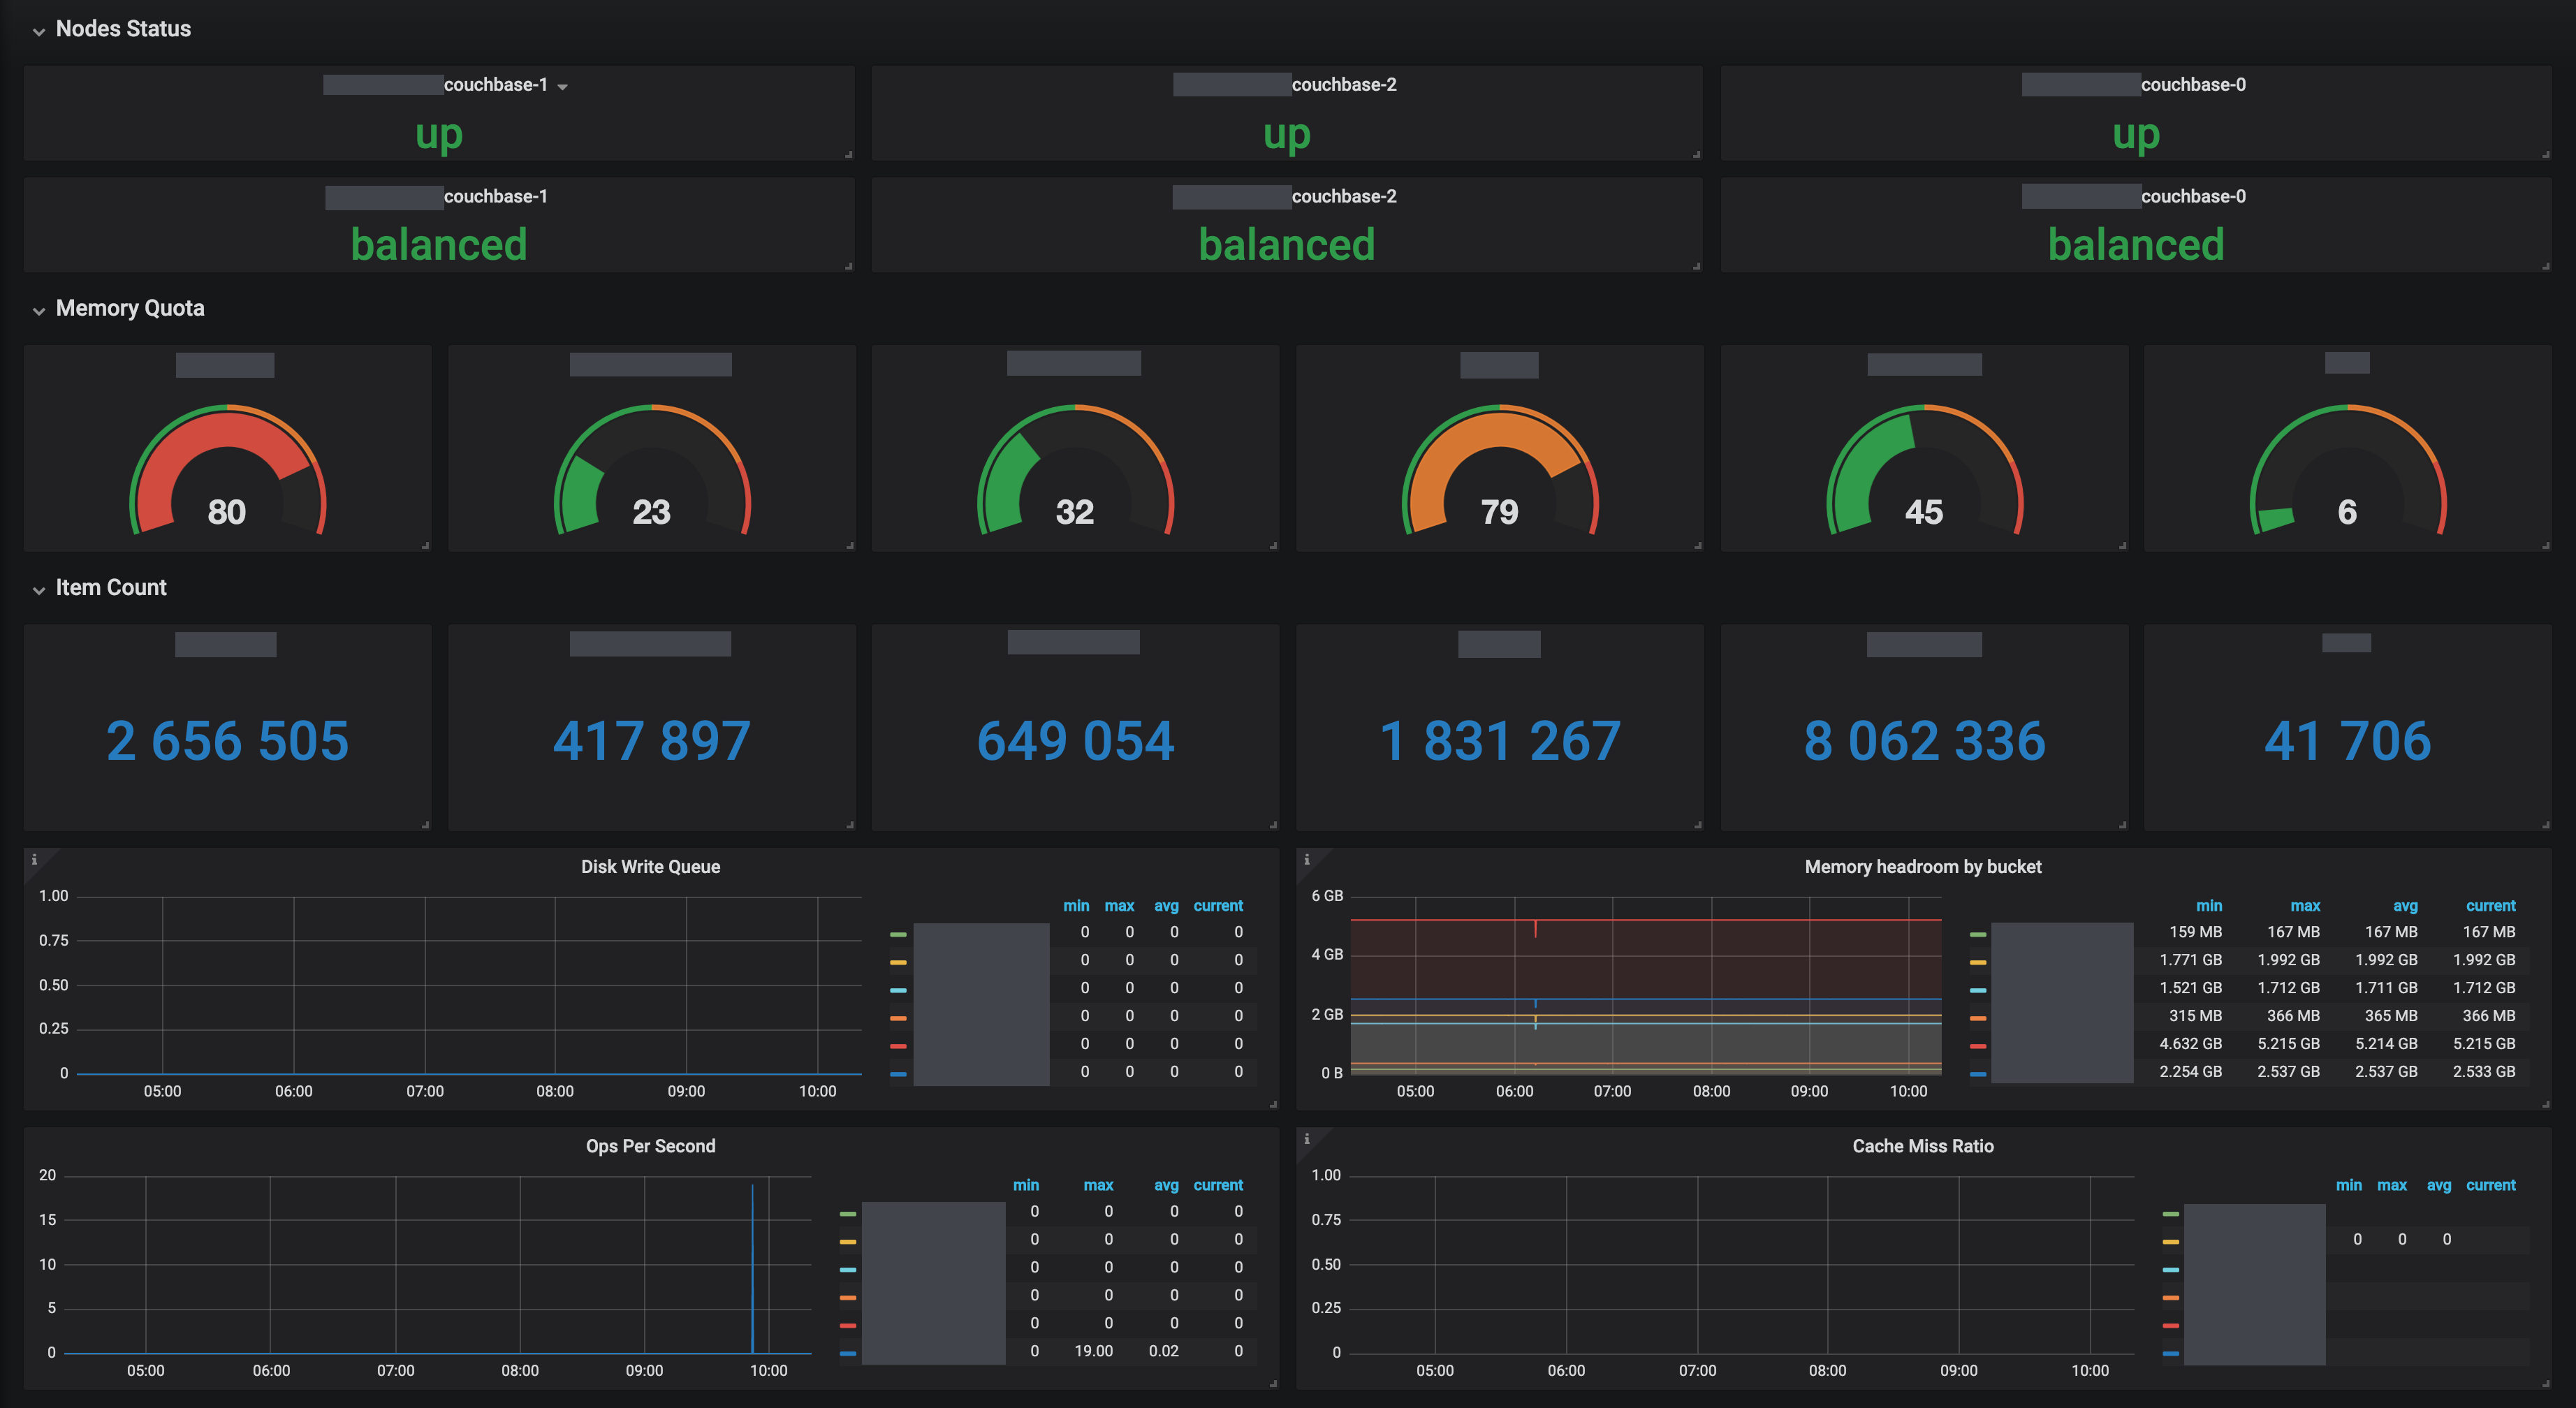 Nodes Status
couchbase-1
couchbase-2
couchbase-0
up
up
up
couchbase-1
couchbase-2
couchbase-0
balanced
balanced
balanced
Memory Quota
80
23
32
79
45
6
Item Count
2 656 505
417 897
649 054
1 831 267
8 062 336
41 706
i
Disk Write Queue
1.00
0.75
0.50
0.25
0
05:00 06:00 07:00 08:00 09:00 10:00
min max avg current
0 0 0 0
0 0 0 0
0 0 0 0
0 0 0 0
0 0 0 0
0 0 0 0
i
Memory headroom by bucket
6 GB
4 GB
2 GB
0 B
05:00 06:00 07:00 08:00 09:00 10:00
min max avg current
159 MB 167 MB 167 MB 167 MB
1.771 GB 1.992 GB 1.992 GB 1.992 GB
1.521 GB 1.712 GB 1.711 GB 1.712 GB
315 MB 366 MB 365 MB 366 MB
4.632 GB 5.215 GB 5.214 GB 5.215 GB
2.254 GB 2.537 GB 2.537 GB 2.533 GB
Ops Per Second
20
15
10
5
0
05:00 06:00 07:00 08:00 09:00 10:00
min max avg current
0 0 0 0
0 0 0 0
0 0 0 0
0 0 0 0
0 0 0 0
0 19.00 0.02 0
i
Cache Miss Ratio
1.00
0.75
0.50
0.25
0
05:00 06:00 07:00 08:00 09:00 10:00
min max avg current
0 0 0